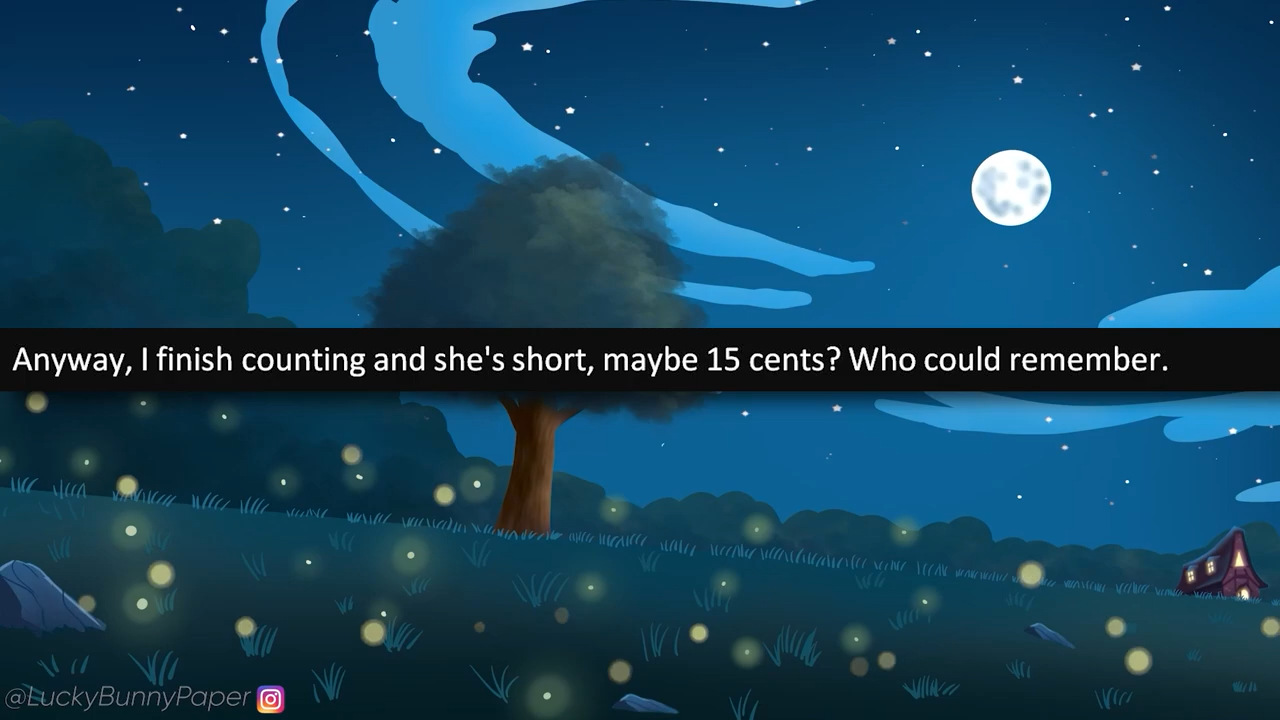 Anyway, I finish counting and she's short, maybe 15 cents? Who could remember.
@LuckyBunnyPaper